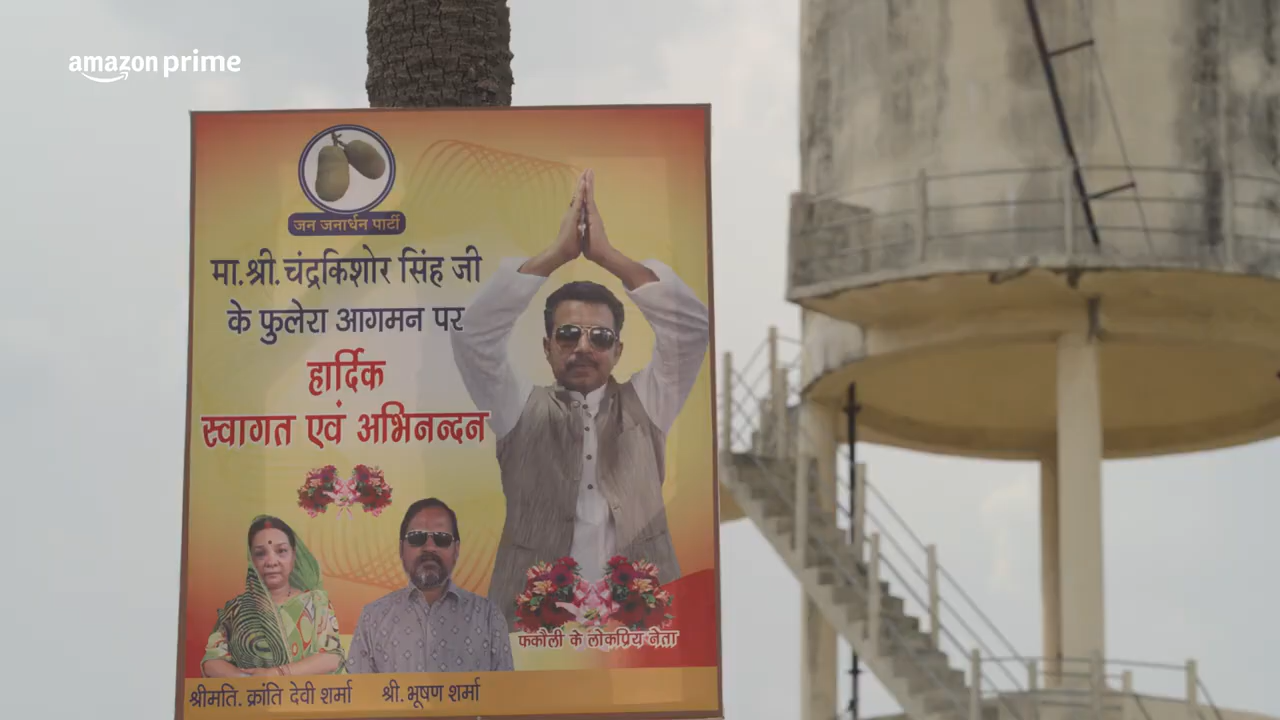 amazon prime
जन जनार्धन पार्टी
मा.श्री.चंद्रकिशोर सिंह जी
के फुलेरा आगमन पर
हार्दिक
स्वागत एवं अभिनन्दन
फकौली के लोकप्रिय नेता
श्रीमति. क्रांति देवी शर्मा श्री. भूषण शर्मा